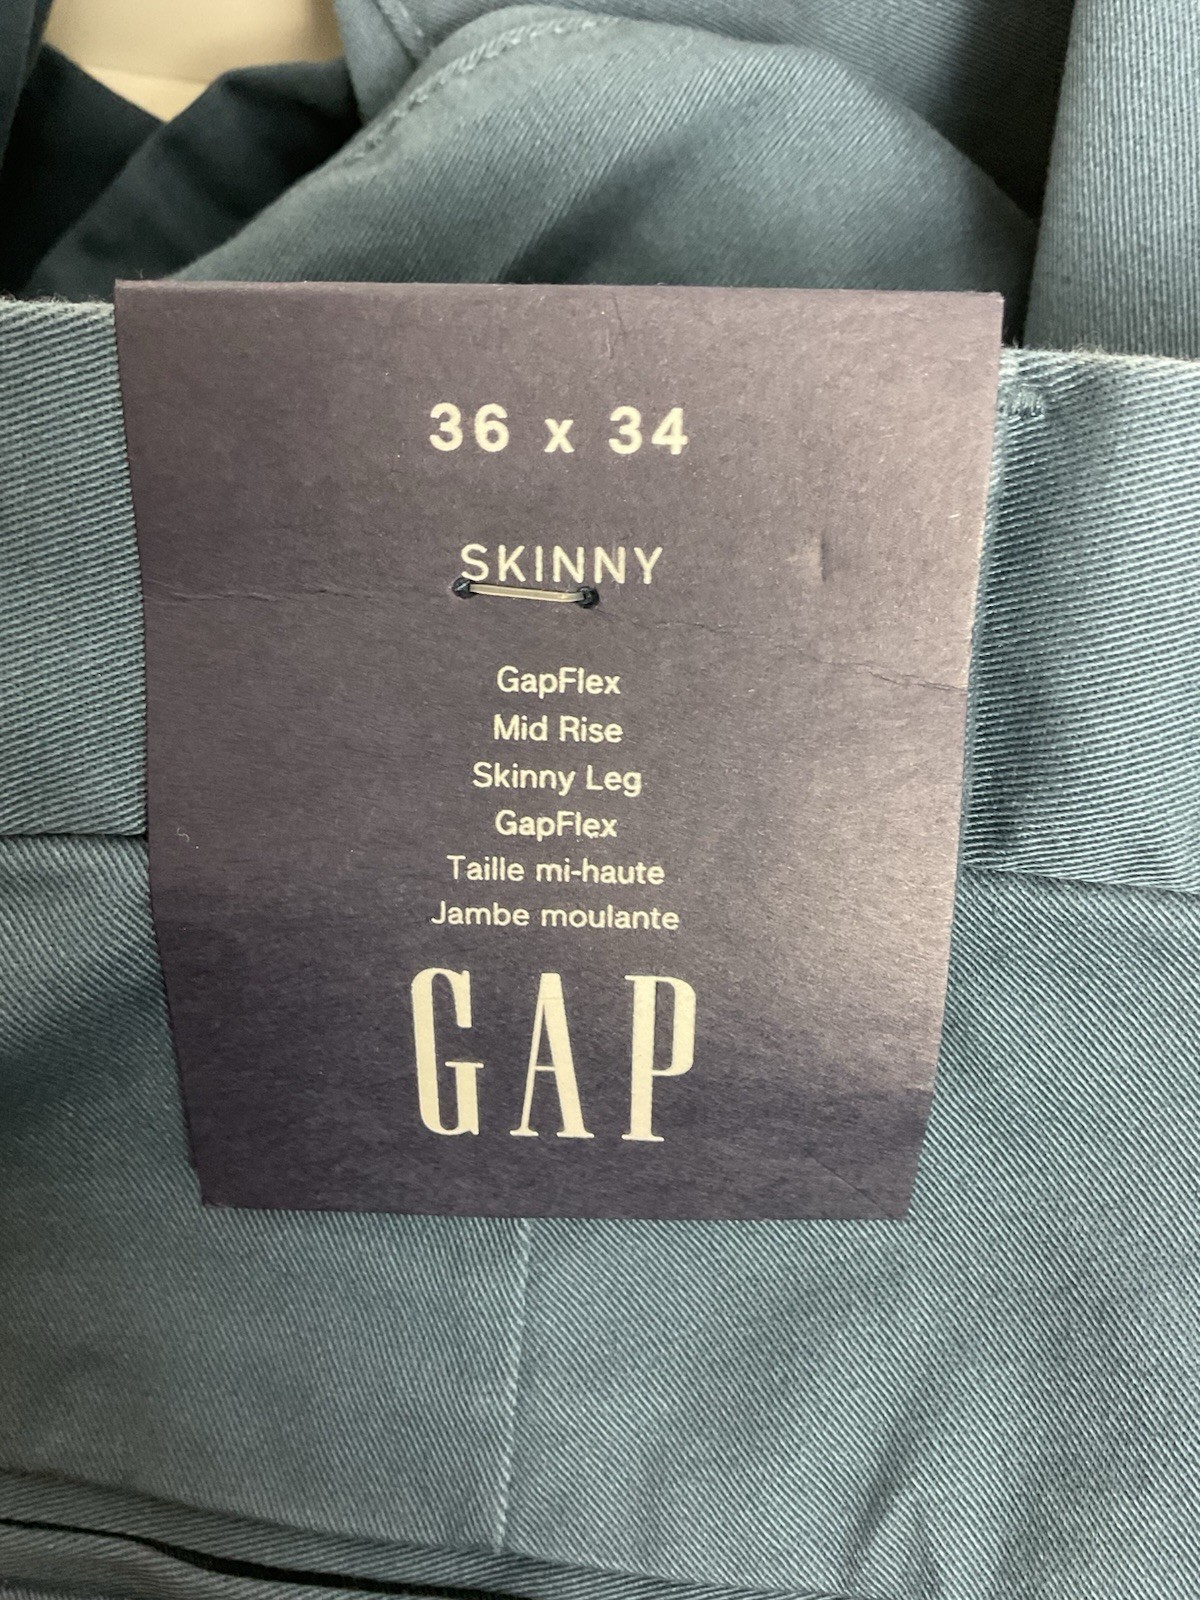 36 x 34
SKINNY
GapFlex
Mid Rise
Skinny Leg
GapFlex
Taille mi-haute
Jambe moulante
GAP